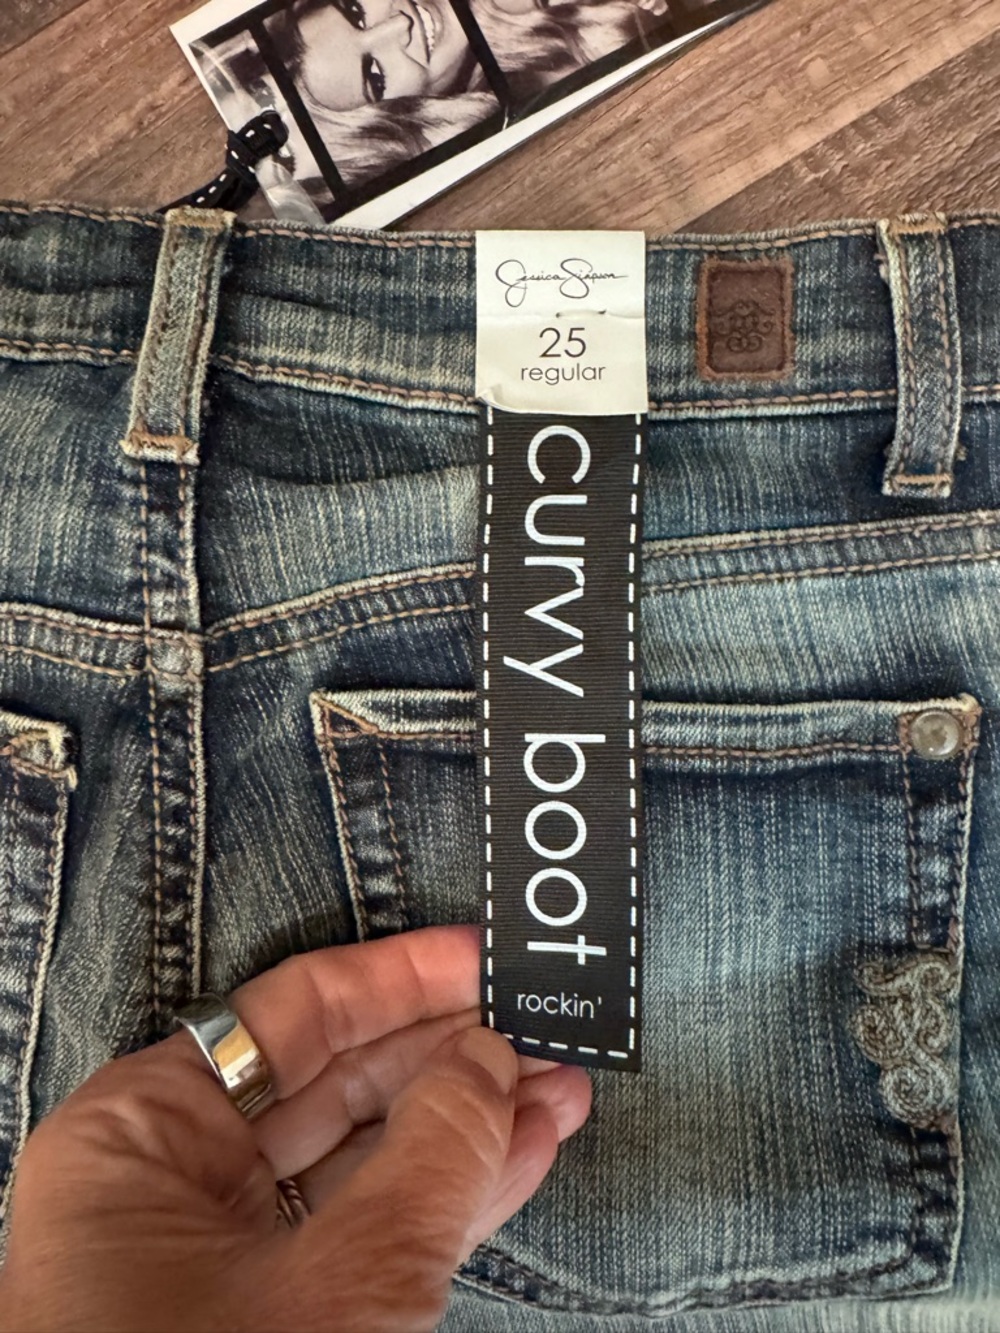 Jessica Simpson
25
regular
curvy boot
rockin'